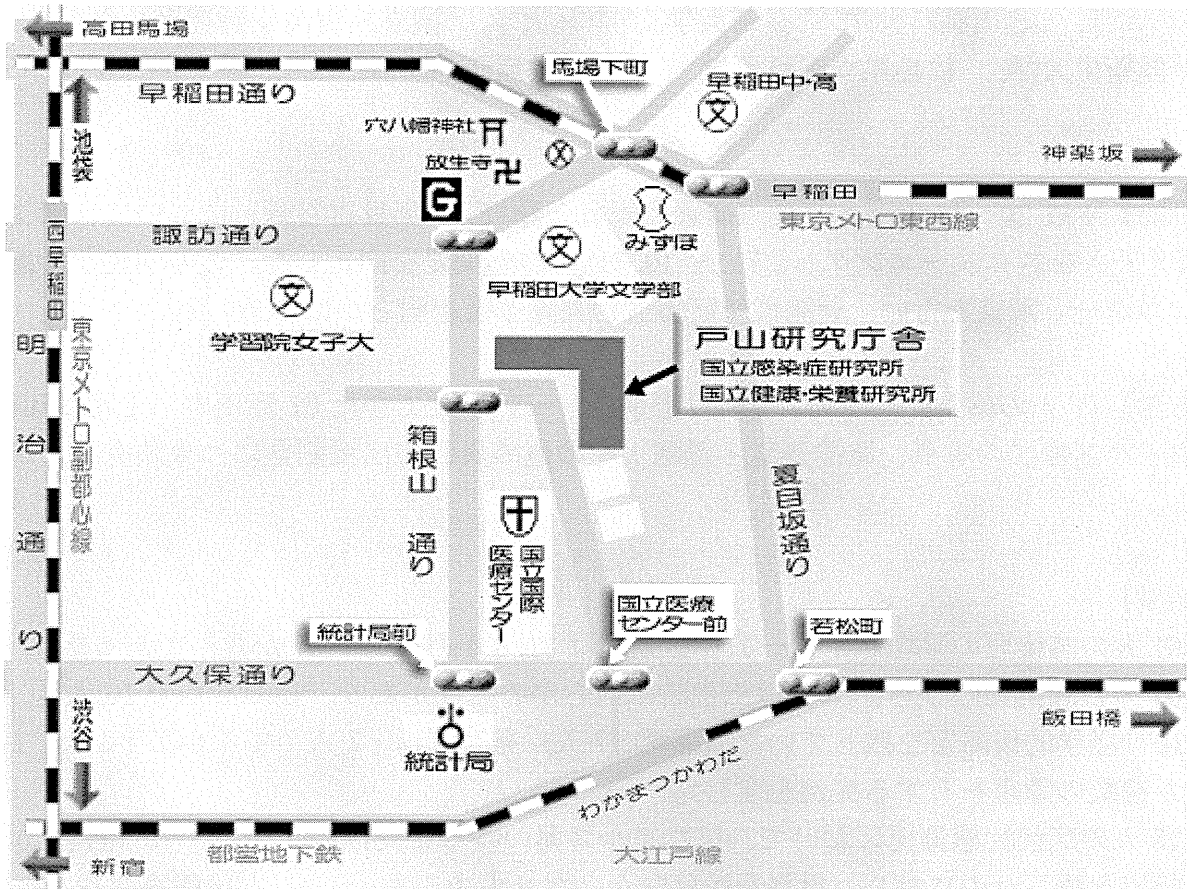 高田馬場
早稲田通り
馬場下町
早稲田中・高
文
池袋
穴八幡神社
放生寺
G
神楽坂
早稲田
東京メトロ東西線
みずほ
諏訪通り
文
早稲田大学文学部
西早稲田
文
学習院女子大
戸山研究庁舎
国立感染症研究所
国立健康・栄養研究所
明治通り
東京メトロ副都心線
箱根山通り
夏目坂通り
国立国際
医療センター
国立医療
センター前
統計局前
若松町
大久保通り
渋谷
統計局
飯田橋
わかまつかわだ
都営地下鉄
大江戸線
新宿